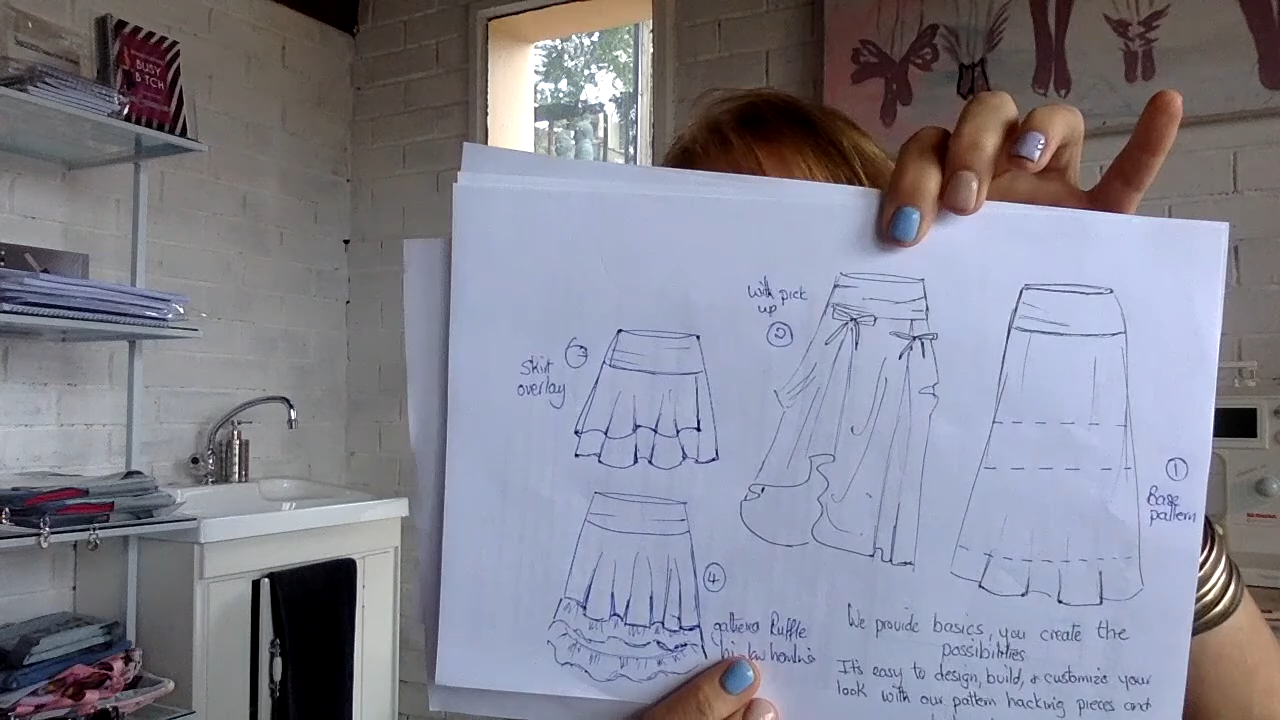 BUSY
B TCH
with pick
up
2
Skirt
overlay
1
Base
pattern
4
gathered Ruffle
We provide basics, you create the
possibilities
It's easy to design, build, & customize your
look with our pattern hacking pieces and